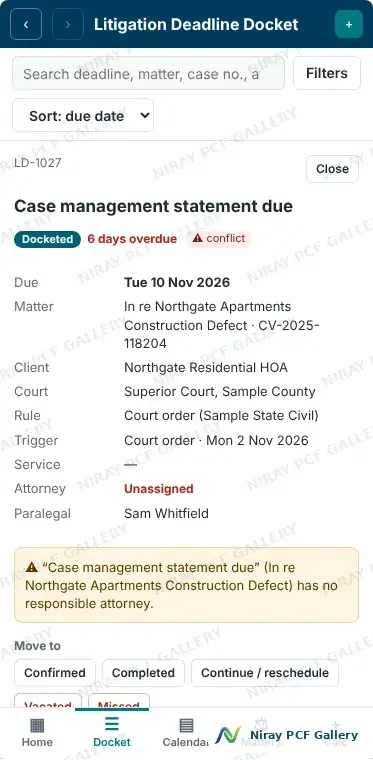 Litigation Deadline Docket
Search deadline, matter, case no., a
Filters
Sort: due date
LD-1027
Close
Case management statement due
Docketed 6 days overdue ⚠ conflict
Due Tue 10 Nov 2026
Matter In re Northgate Apartments
Construction Defect · CV-2025-
118204
Client Northgate Residential HOA
Court Superior Court, Sample County
Rule Court order (Sample State Civil)
Trigger Court order · Mon 2 Nov 2026
Service —
Attorney Unassigned
Paralegal Sam Whitfield
⚠ “Case management statement due” (In re
Northgate Apartments Construction Defect) has no
responsible attorney.
Move to
Confirmed Completed Continue / reschedule
Vacated Missed
Home Docket Calendar Matters Calc
Niray PCF Gallery
NIRAY PCF GALLERY